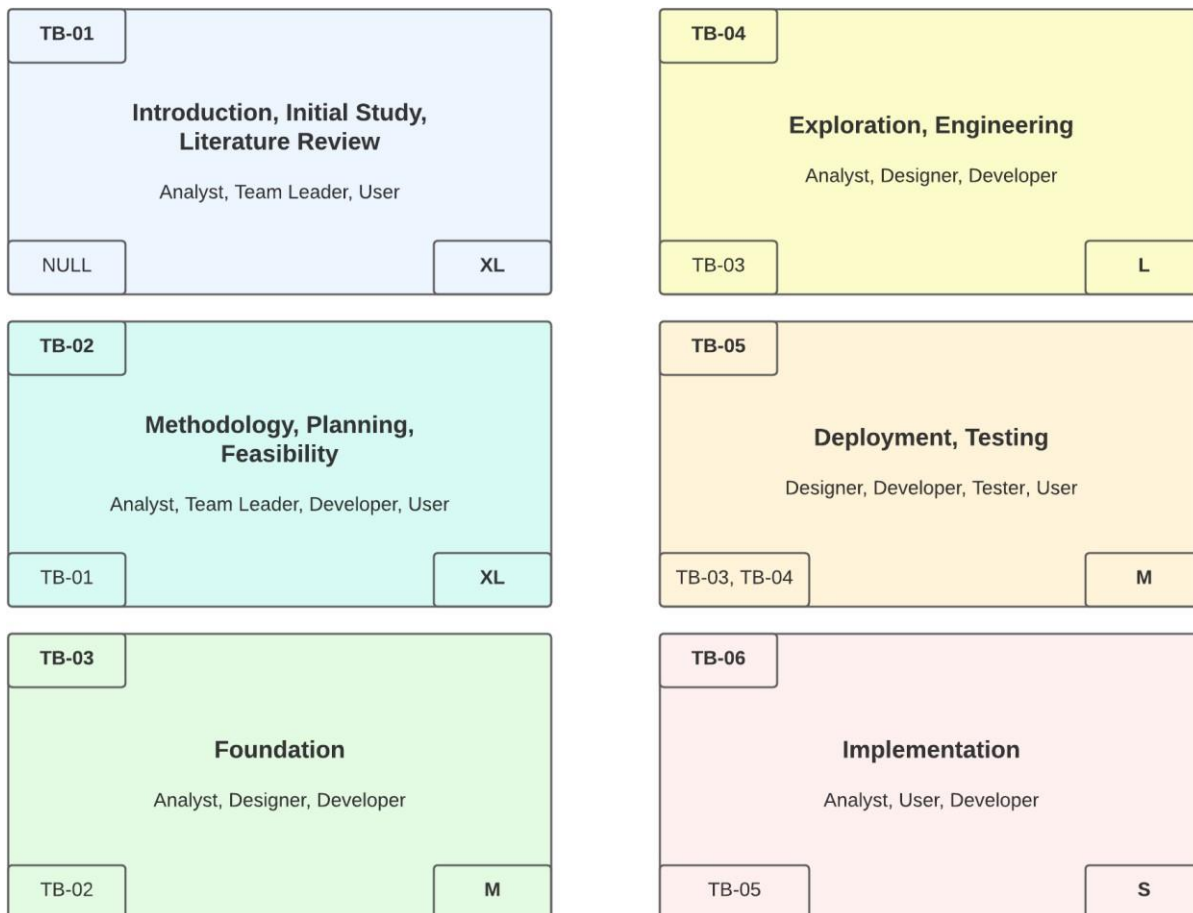 TB-01
Introduction, Initial Study,
Literature Review
Analyst, Team Leader, User
NULL
XL
TB-02
Methodology, Planning,
Feasibility
Analyst, Team Leader, Developer, User
TB-01
XL
TB-03
Foundation
Analyst, Designer, Developer
TB-02
M
TB-04
Exploration, Engineering
Analyst, Designer, Developer
TB-03
L
TB-05
Deployment, Testing
Designer, Developer, Tester, User
TB-03, TB-04
M
TB-06
Implementation
Analyst, User, Developer
TB-05
S